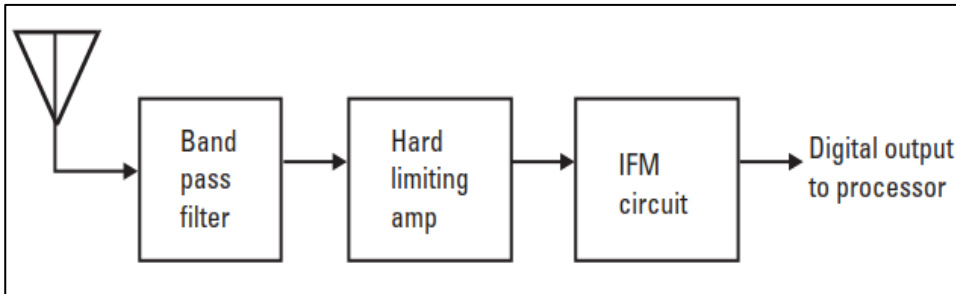 Band
pass
filter
Hard
limiting
amp
IFM
circuit
Digital output
to processor